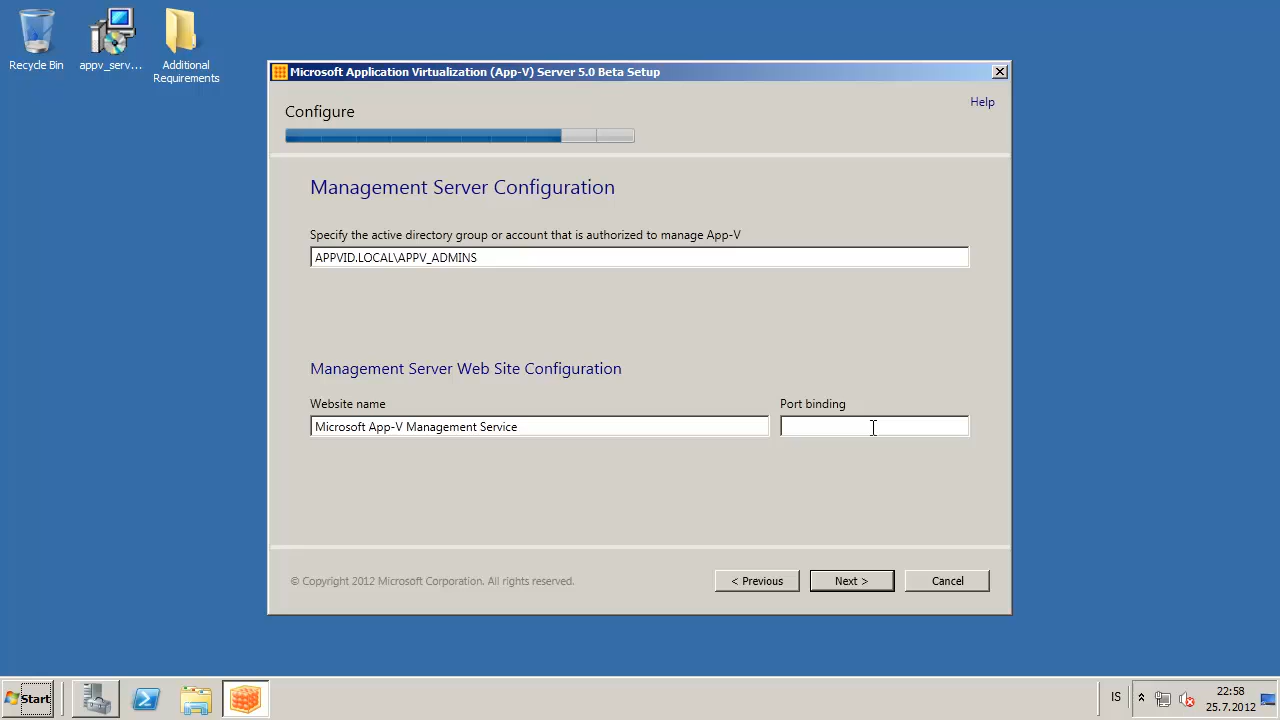 Recycle Bin
appv_serv...
Additional
Requirements
Microsoft Application Virtualization (App-V) Server 5.0 Beta Setup
Help
Configure
Management Server Configuration
Specify the active directory group or account that is authorized to manage App-V
APPVID.LOCAL\APPV_ADMINS
Management Server Web Site Configuration
Website name
Port binding
Microsoft App-V Management Service
© Copyright 2012 Microsoft Corporation. All rights reserved.
< Previous
Next >
Cancel
Start
IS
22:58
25.7.2012